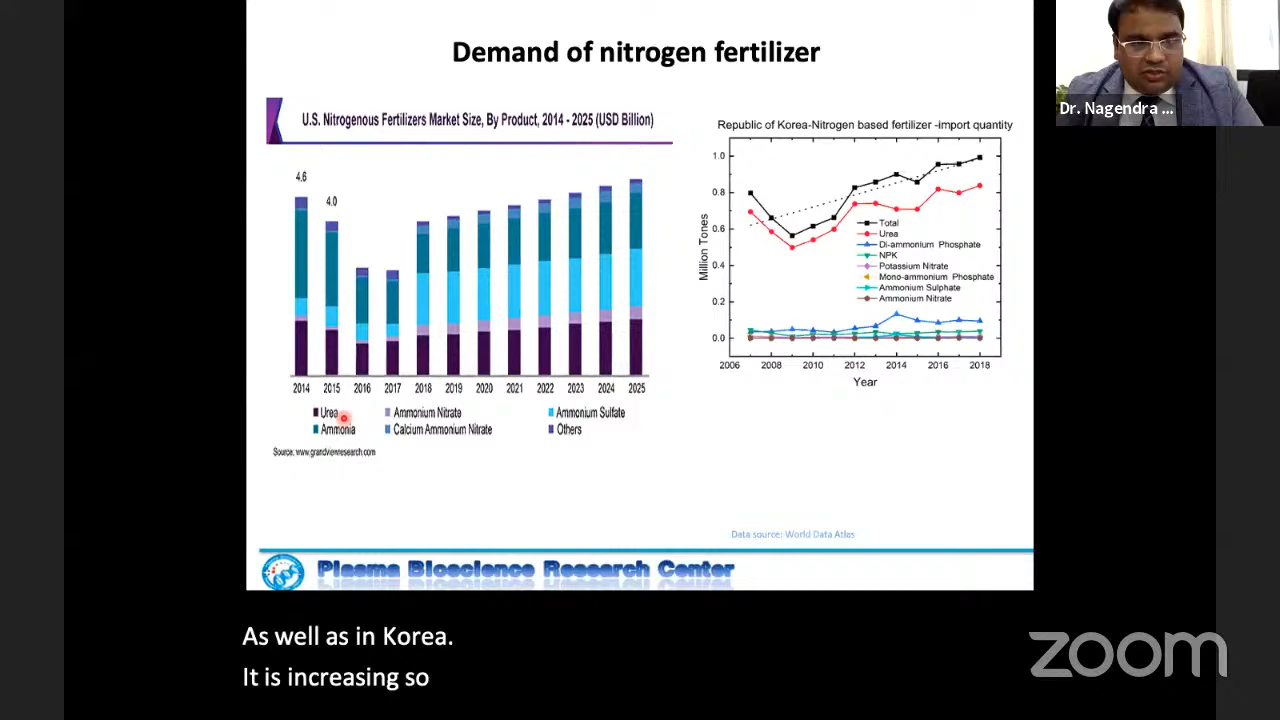 Demand of nitrogen fertilizer
U.S. Nitrogenous Fertilizers Market Size, By Product, 2014 - 2025 (USD Billion)
4.6
4.0
2014 2015 2016 2017 2018 2019 2020 2021 2022 2023 2024 2025
Urea Ammonium Nitrate Ammonium Sulfate
Ammonia Calcium Ammonium Nitrate Others
Source: www.grandviewresearch.com
Republic of Korea-Nitrogen based fertilizer -import quantity
Million Tones
1.0
0.8
0.6
0.4
0.2
0.0
Total
Urea
Di-ammonium Phosphate
NPK
Potassium Nitrate
Mono-ammonium Phosphate
Ammonium Sulphate
Ammonium Nitrate
2006 2008 2010 2012 2014 2016 2018
Year
Data source: World Data Atles
Plasma Bioscience Research Center
Dr. Nagendra ...
As well as in Korea.
It is increasing so
zoom